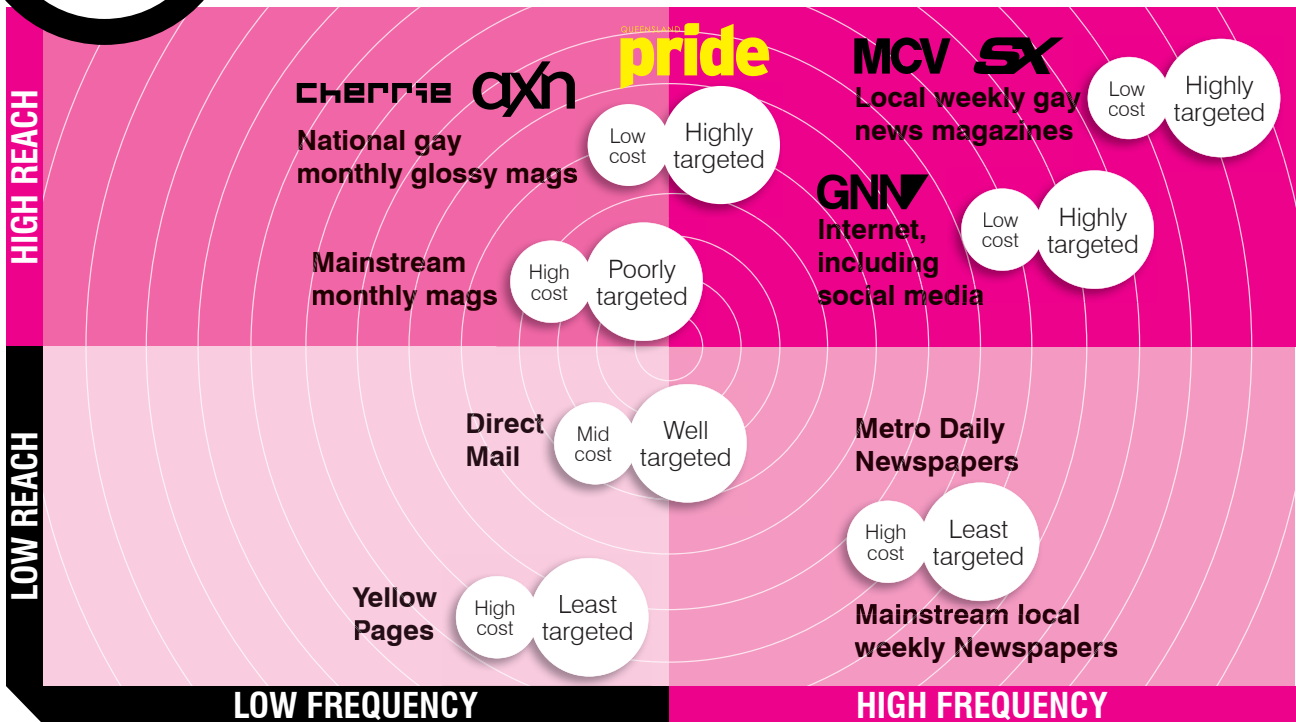 QUEENSLAND
pride
cherrie axn
National gay
monthly glossy mags
Low
cost
Highly
targeted
MCV SX
Local weekly gay
news magazines
Low
cost
Highly
targeted
GNN
Internet,
including
social media
Low
cost
Highly
targeted
Mainstream
monthly mags
High
cost
Poorly
targeted
HIGH REACH
Direct
Mail
Mid
cost
Well
targeted
Metro Daily
Newspapers
High
cost
Least
targeted
Mainstream local
weekly Newspapers
Yellow
Pages
High
cost
Least
targeted
LOW REACH
LOW FREQUENCY
HIGH FREQUENCY